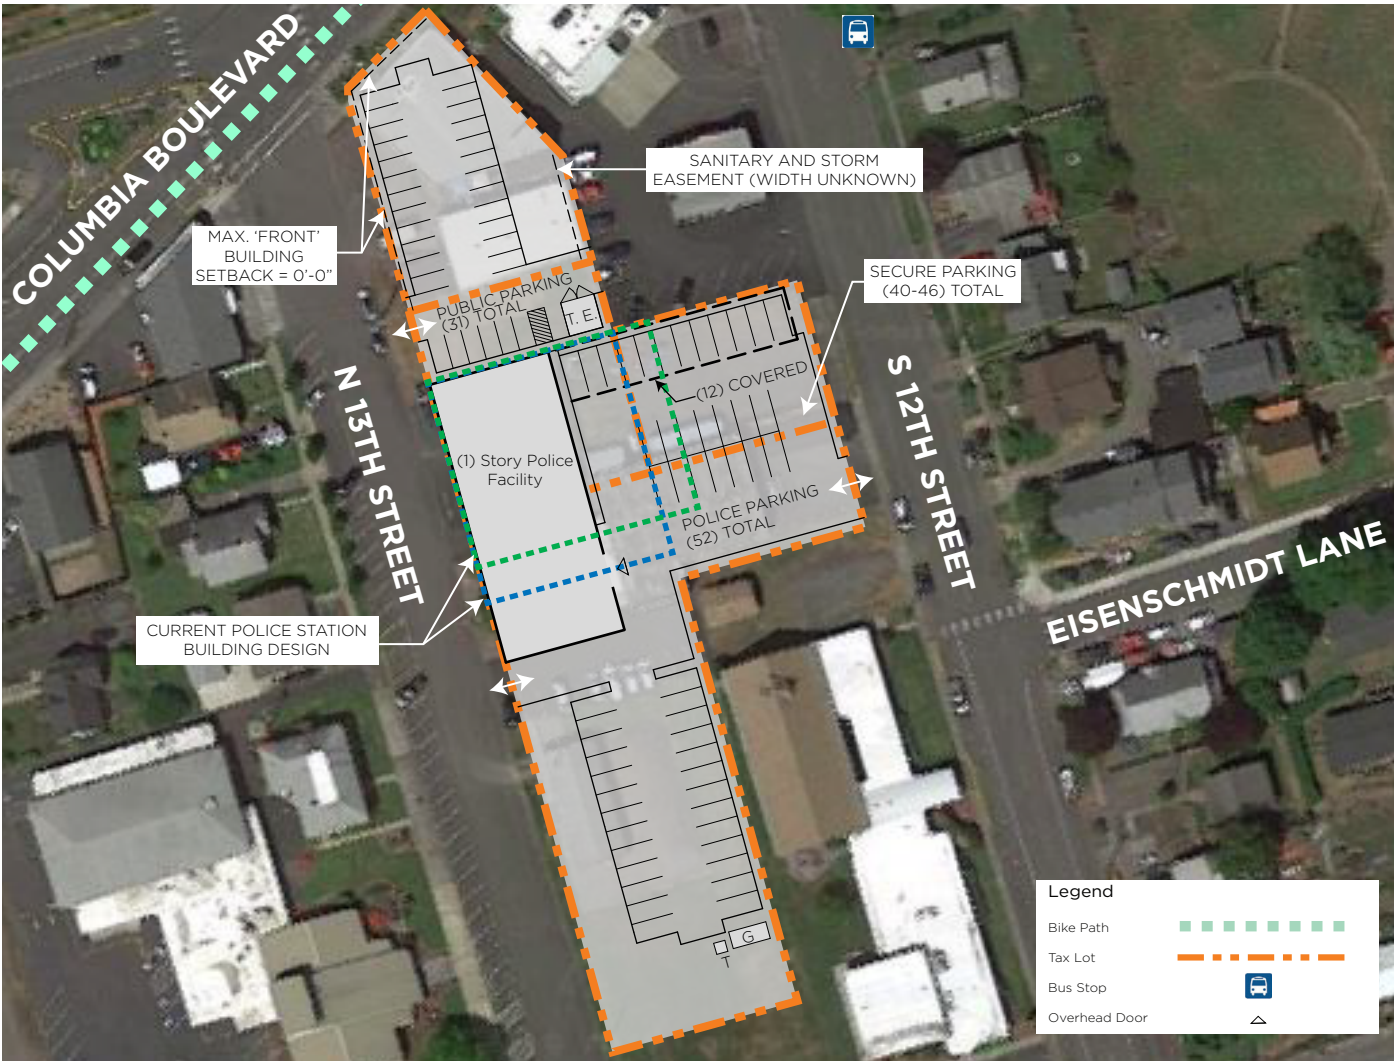 COLUMBIA BOULEVARD
SANITARY AND STORM
EASEMENT (WIDTH UNKNOWN)
MAX. ‘FRONT’
BUILDING
SETBACK = 0’-0”
SECURE PARKING
(40-46) TOTAL
PUBLIC PARKING
(31) TOTAL
T. E.
(12) COVERED
N 13TH STREET
S 12TH STREET
(1) Story Police
Facility
POLICE PARKING
(52) TOTAL
EISENSCHMIDT LANE
CURRENT POLICE STATION
BUILDING DESIGN
G
T
Legend
Bike Path
Tax Lot
Bus Stop
Overhead Door